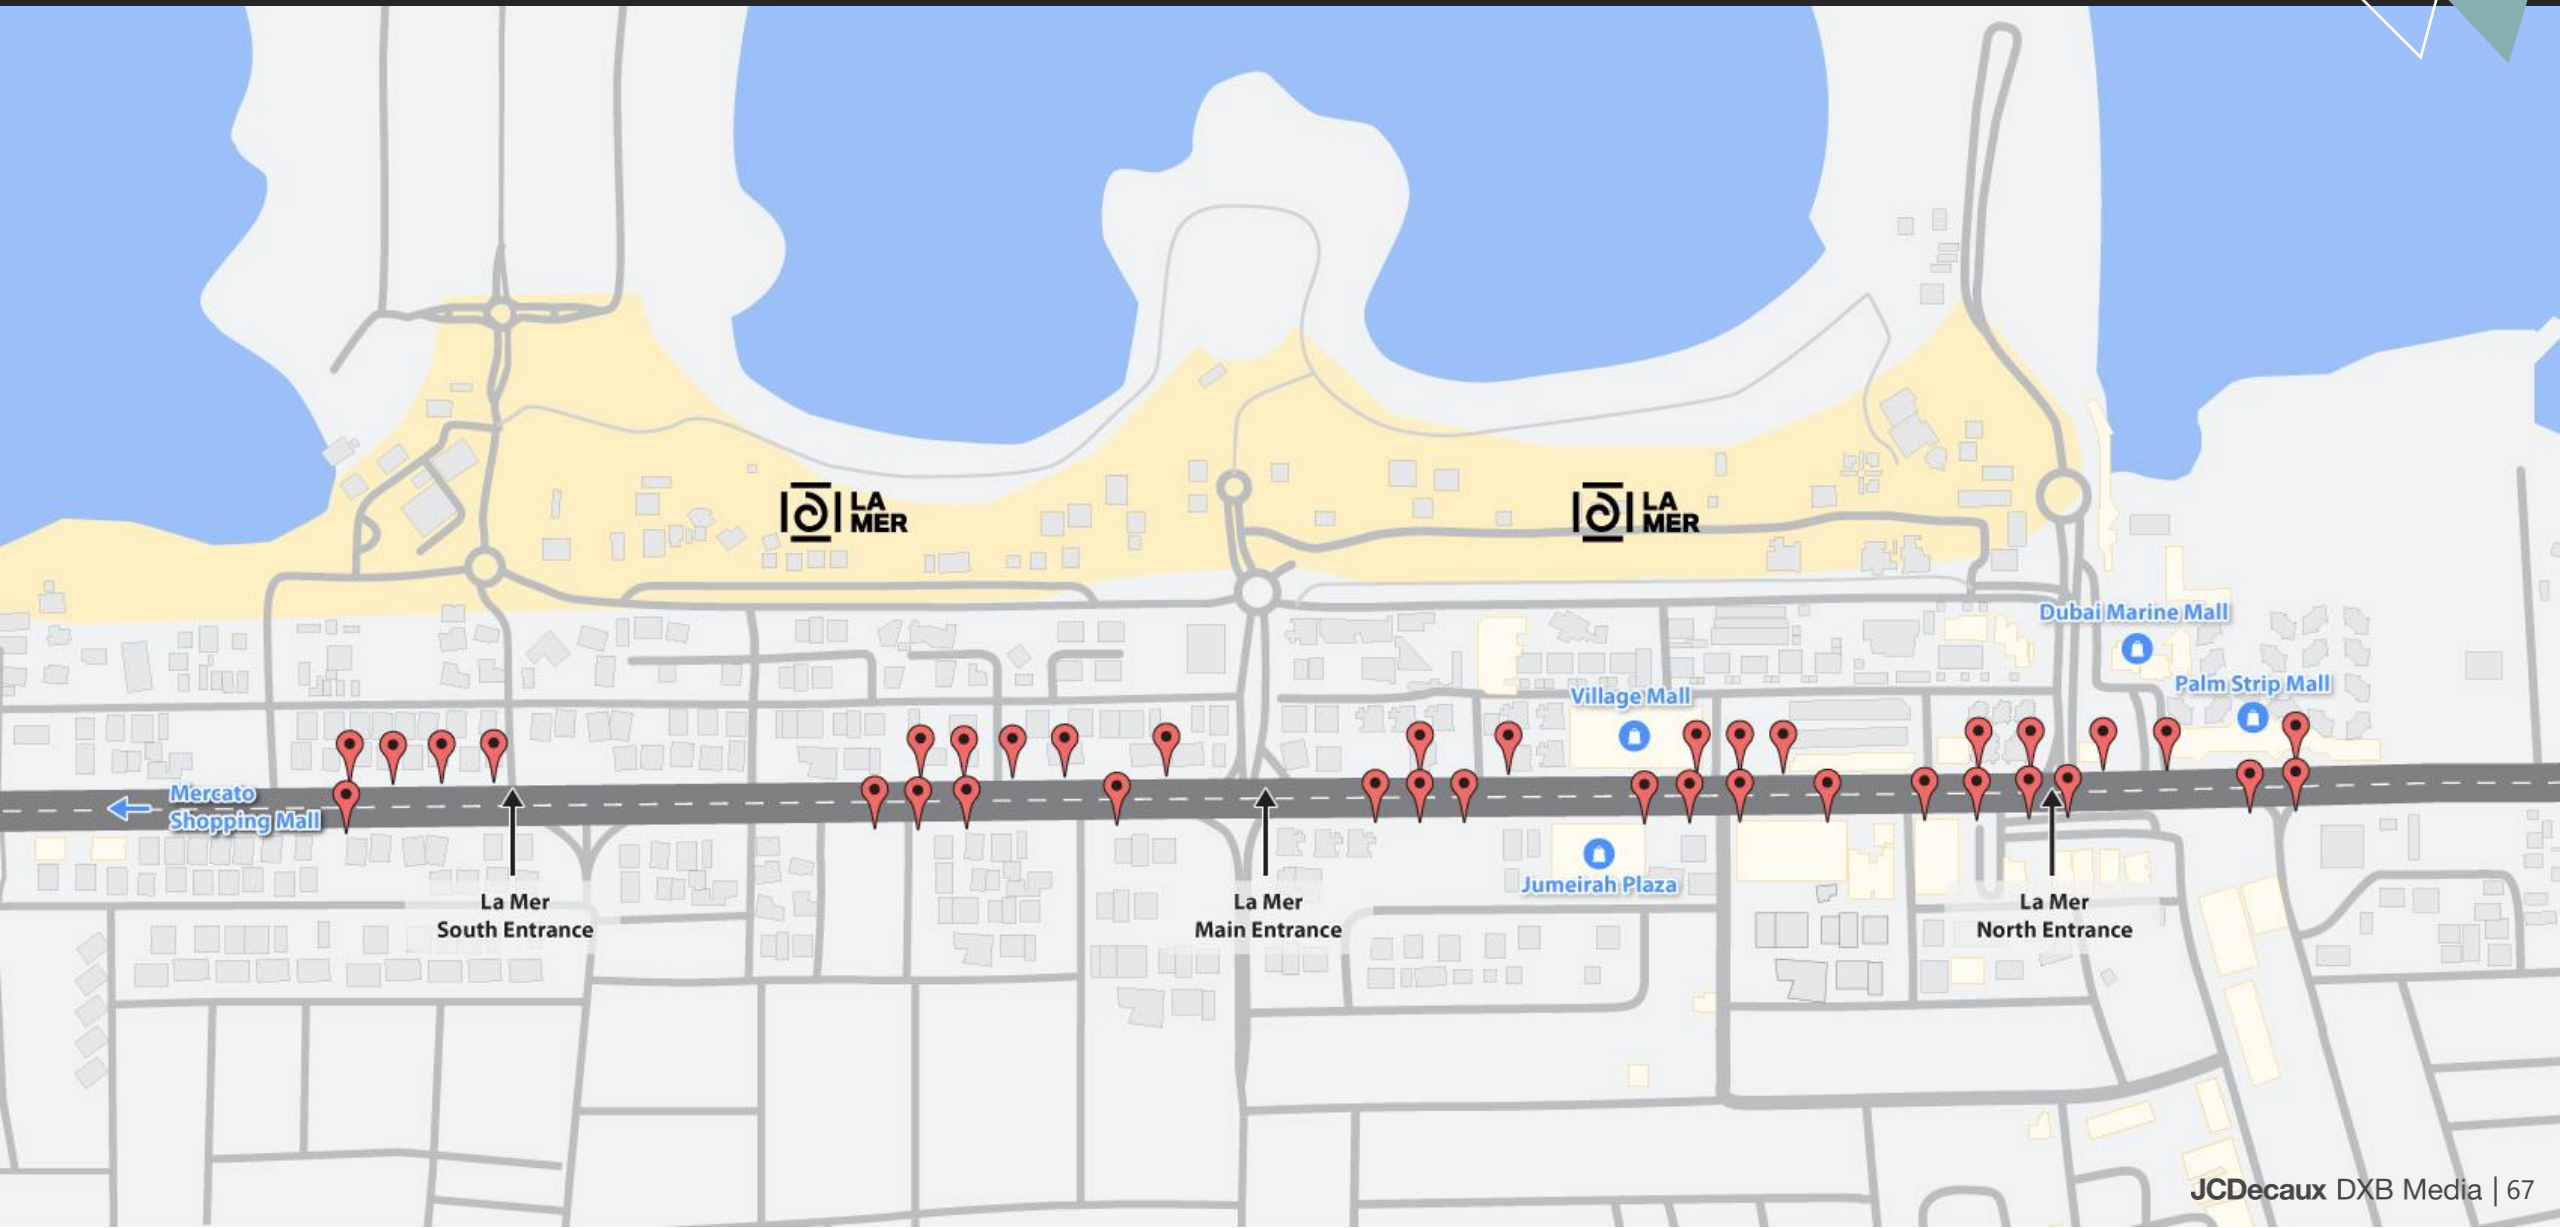 LA
MER
LA
MER
Dubai Marine Mall
Palm Strip Mall
Village Mall
Mercato
Shopping Mall
Jumeirah Plaza
La Mer
South Entrance
La Mer
Main Entrance
La Mer
North Entrance
JCDecaux DXB Media | 67